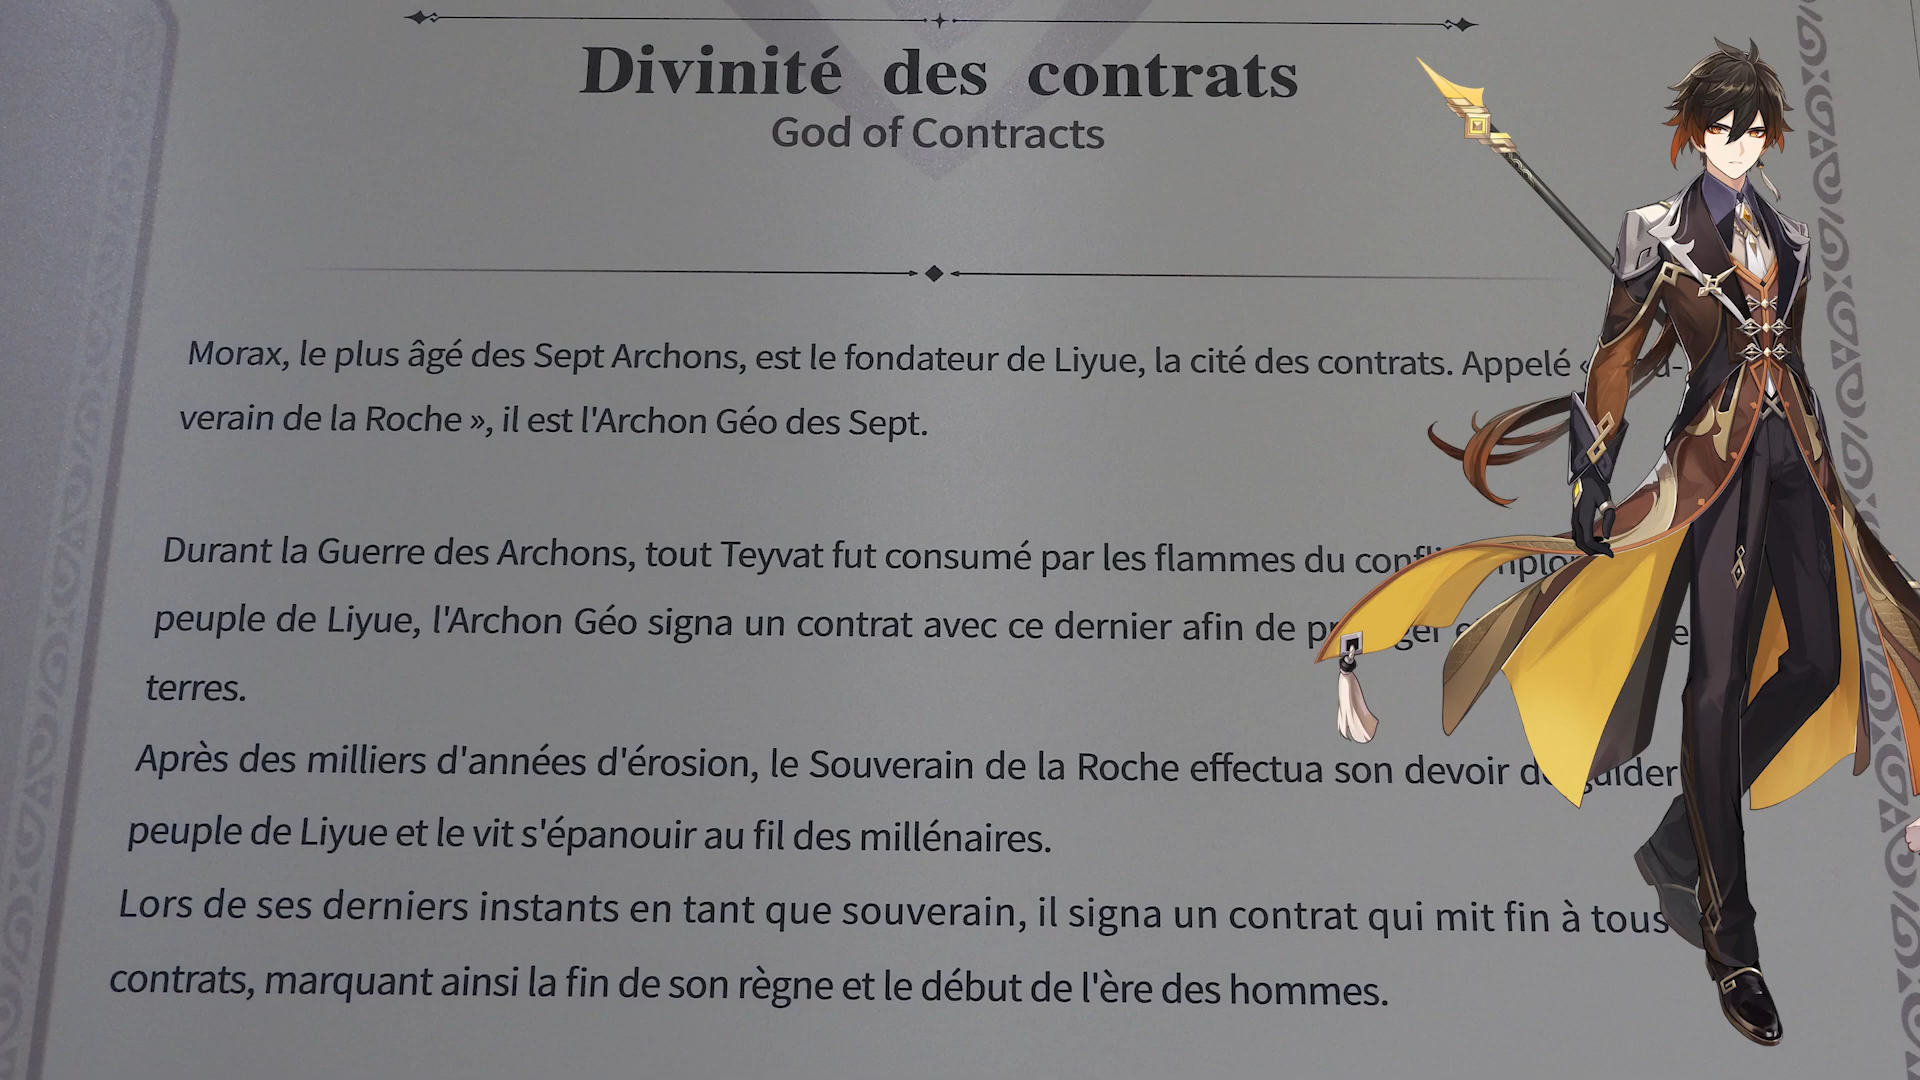 Divinité des contrats
God of Contracts
Morax, le plus âgé des Sept Archons, est le fondateur de Liyue, la cité des contrats. Appelé «
verain de la Roche », il est l'Archon Géo des Sept.
Durant la Guerre des Archons, tout Teyvat fut consumé par les flammes du
peuple de Liyue, l'Archon Géo signa un contrat avec ce dernier afin de
terres.
Après des milliers d'années d'érosion, le Souverain de la Roche effectua son devoir guider
peuple de Liyue et le vit s'épanouir au fil des millénaires.
Lors de ses derniers instants en tant que souverain, il signa un contrat qui mit fin à tous
contrats, marquant ainsi la fin de son règne et le début de l'ère des hommes.